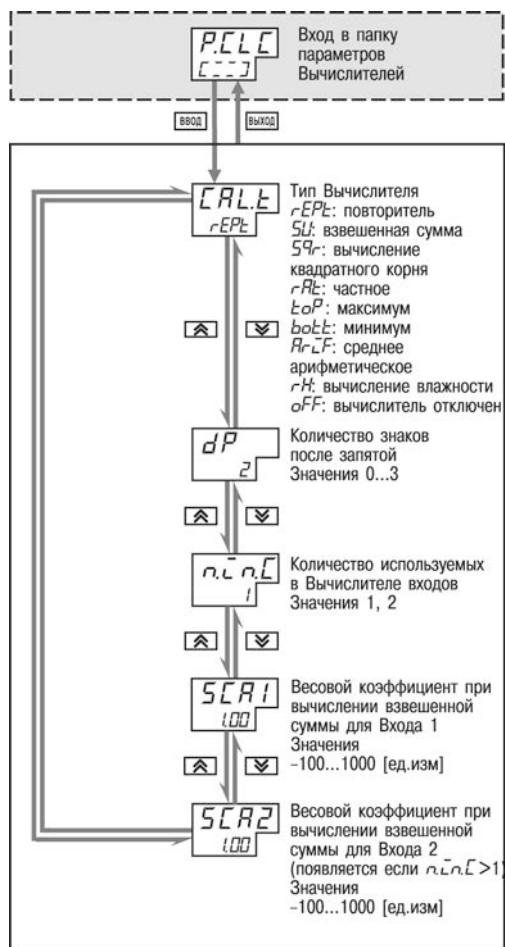 P.CLC
[---]
Вход в папку
параметров
Вычислителей
ВВОД
ВЫХОД
CAL.t
rEPt
Тип Вычислителя
rEPt: повторитель
SU: взвешенная сумма
Sqr: вычисление
квадратного корня
rAt: частное
toP: максимум
bott: минимум
AriF: среднее
арифметическое
rH: вычисление влажности
oFF: вычислитель отключен
dP
2
Количество знаков
после запятой
Значения 0...3
n.in.C
1
Количество используемых
в Вычислителе входов
Значения 1, 2
SCA1
1.00
Весовой коэффициент при
вычислении взвешенной
суммы для Входа 1
Значения
-100...1000 [ед.изм]
SCA2
1.00
Весовой коэффициент при
вычислении взвешенной
суммы для Входа 2
(появляется если n.in.C>1)
Значения
-100...1000 [ед.изм]